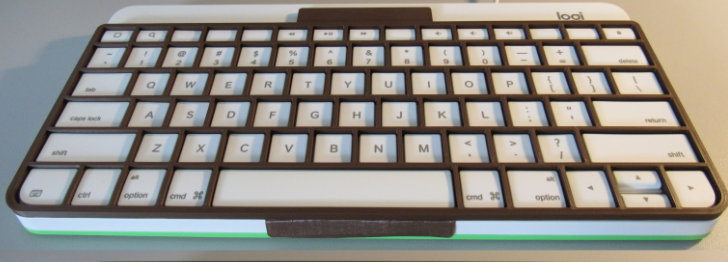 logi
~ ! @ # $ % ^ & * ( ) — +
` 1 2 3 4 5 6 7 8 9 0 - = delete
tab Q W E R T Y U I O P { } |
[ ] \
caps lock A S D F G H J K L : " return
; '
shift Z X C V B N M < > ? shift
, . /
ctrl alt option cmd ⌘ cmd ⌘ alt option ◄ ▲ ▼ ►